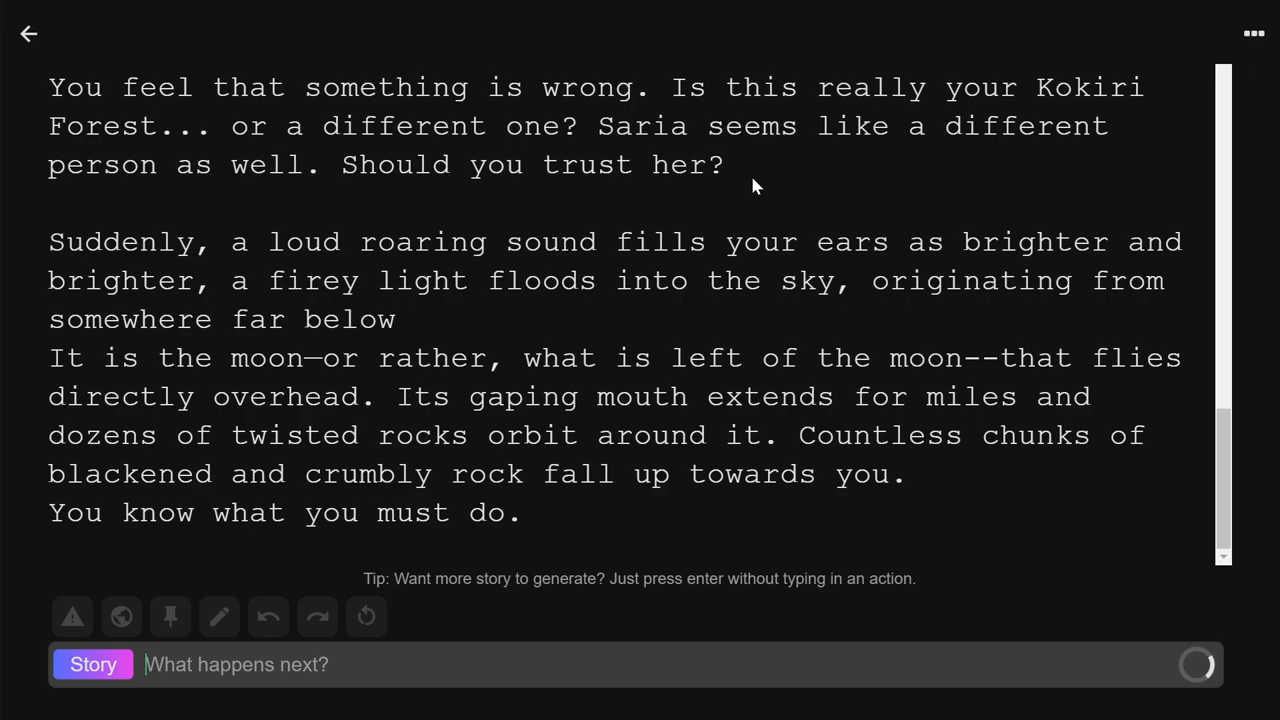 You feel that something is wrong. Is this really your Kokiri
Forest... or a different one? Saria seems like a different
person as well. Should you trust her?
Suddenly, a loud roaring sound fills your ears as brighter and
brighter, a firey light floods into the sky, originating from
somewhere far below
It is the moon—or rather, what is left of the moon--that flies
directly overhead. Its gaping mouth extends for miles and
dozens of twisted rocks orbit around it. Countless chunks of
blackened and crumbly rock fall up towards you.
You know what you must do.
Tip: Want more story to generate? Just press enter without typing in an action.
Story What happens next?